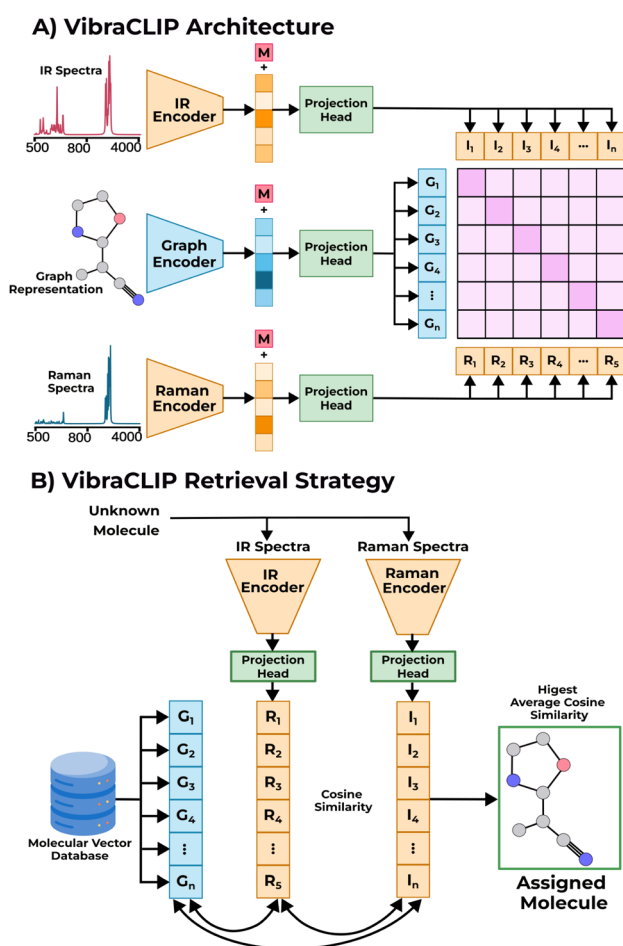 A) VibraCLIP Architecture
IR Spectra
500 800 4000
IR
Encoder
M
+
Projection
Head
I1 I2 I3 I4 ... In
Graph
Representation
Graph
Encoder
M
+
Projection
Head
G1
G2
G3
G4
⋮
Gn
Raman
Spectra
500 800 4000
Raman
Encoder
M
+
Projection
Head
R1 R2 R3 R4 ... R5
B) VibraCLIP Retrieval Strategy
Unknown
Molecule
IR Spectra
IR
Encoder
Projection
Head
Raman Spectra
Raman
Encoder
Projection
Head
Molecular Vector
Database
G1
G2
G3
G4
⋮
Gn
R1
R2
R3
R4
⋮
R5
Cosine
Similarity
I1
I2
I3
I4
⋮
In
Higest
Average Cosine
Similarity
Assigned
Molecule